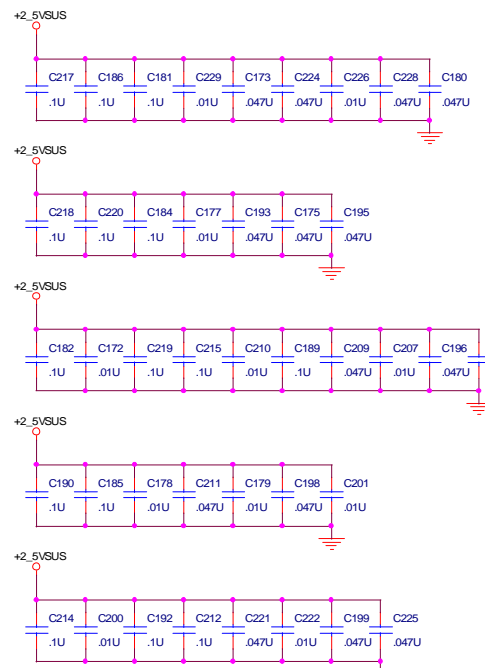 +2_5VSUS
C217 C186 C181 C229 C173 C224 C226 C228 C180
.1U .1U .1U .01U .047U .047U .01U .047U .047U
+2_5VSUS
C218 C220 C184 C177 C193 C175 C195
.1U .1U .1U .01U .047U .047U .047U
+2_5VSUS
C182 C172 C219 C215 C210 C189 C209 C207 C196
.1U .01U .1U .1U .01U .1U .047U .01U .047U
+2_5VSUS
C190 C185 C178 C211 C179 C198 C201
.1U .1U .01U .047U .01U .047U .01U
+2_5VSUS
C214 C200 C192 C212 C221 C222 C199 C225
.1U .01U .1U .1U .047U .01U .047U .047U